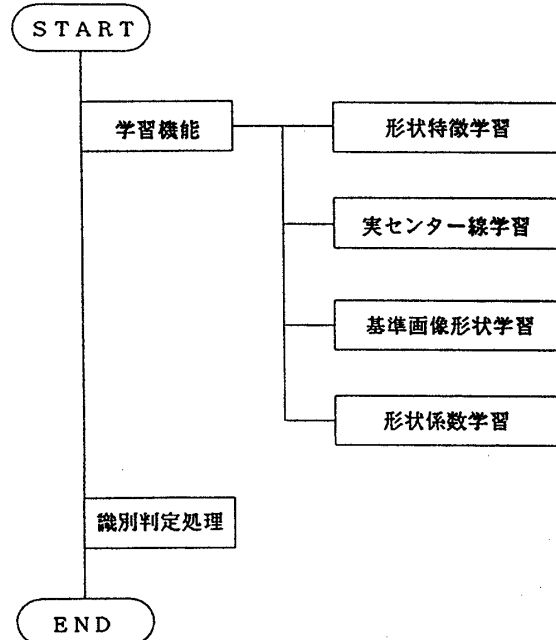 START
学習機能
形状特徴学習
実センター線学習
基準画像形状学習
形状係数学習
識別判定処理
END